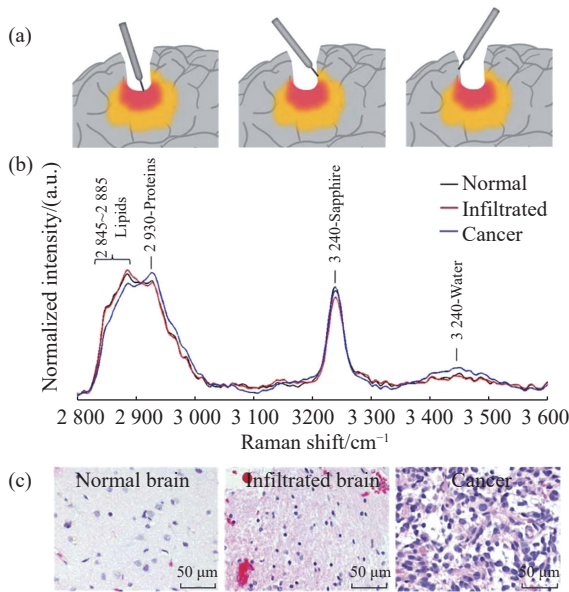 (a)
(b)
2 845~2 885
Lipids
2 930-Proteins
3 240-Sapphire
3 240-Water
Normal
Infiltrated
Cancer
Normalized intensity/(a.u.)
2 800 2 900 3 000 3 100 3 240 3 300 3 400 3 500 3 600
Raman shift/cm⁻¹
(c)
Normal brain Infiltrated brain Cancer
50 μm 50 μm 50 μm